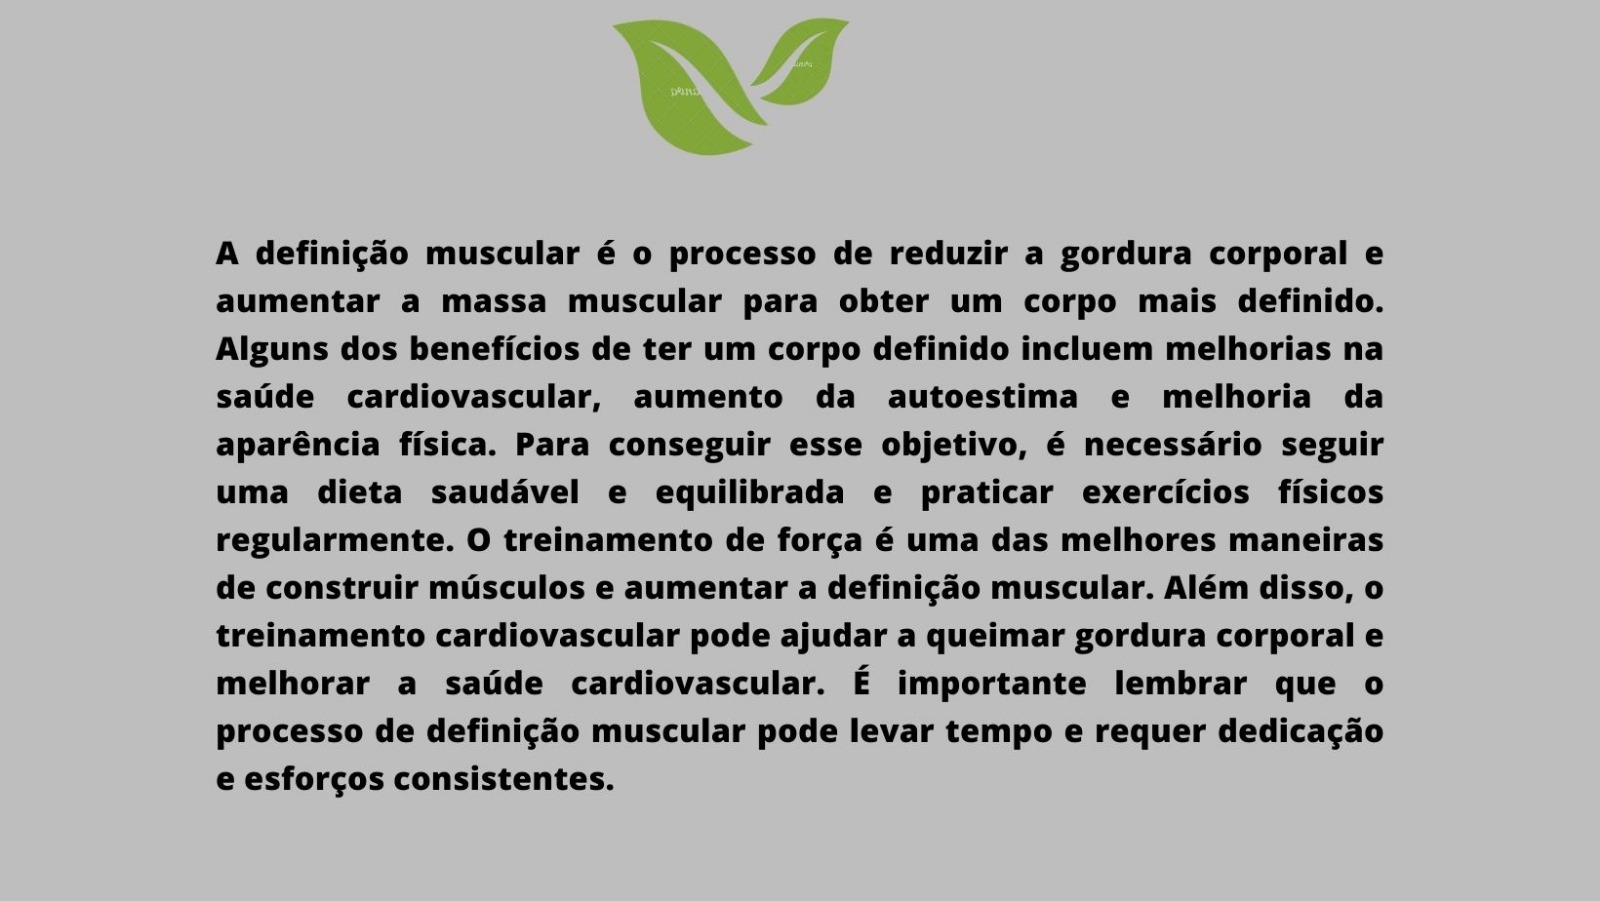 A definição muscular é o processo de reduzir a gordura corporal e
aumentar a massa muscular para obter um corpo mais definido.
Alguns dos benefícios de ter um corpo definido incluem melhorias na
saúde cardiovascular, aumento da autoestima e melhoria da
aparência física. Para conseguir esse objetivo, é necessário seguir
uma dieta saudável e equilibrada e praticar exercícios físicos
regularmente. O treinamento de força é uma das melhores maneiras
de construir músculos e aumentar a definição muscular. Além disso, o
treinamento cardiovascular pode ajudar a queimar gordura corporal e
melhorar a saúde cardiovascular. É importante lembrar que o
processo de definição muscular pode levar tempo e requer dedicação
e esforços consistentes.